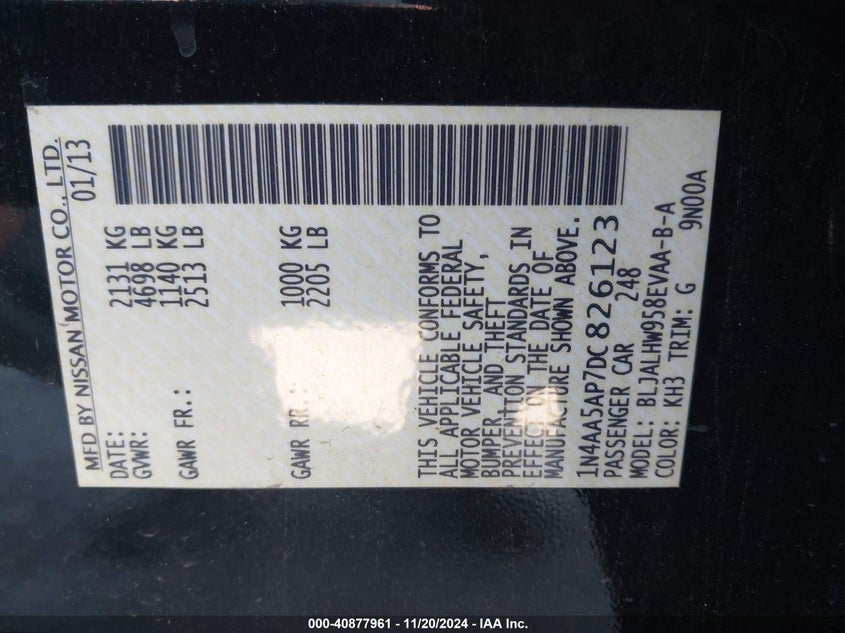 MFD BY NISSAN MOTOR CO., LTD.
DATE: 01/13
GVWR: 2131 KG
4698 LB
GAWR FR.: 1140 KG
2513 LB
GAWR RR.: 1000 KG
2205 LB
THIS VEHICLE CONFORMS TO
ALL APPLICABLE FEDERAL
MOTOR VEHICLE SAFETY,
BUMPER, AND THEFT
PREVENTION STANDARDS IN
EFFECT ON THE DATE OF
MANUFACTURE SHOWN ABOVE.
1N4AA5AP7DC826123
PASSENGER CAR 248
MODEL: BLJALHW958EVAA-B-A
COLOR: KH3 TRIM: G 9N00A
000-40877961 - 11/20/2024 - IAA Inc.